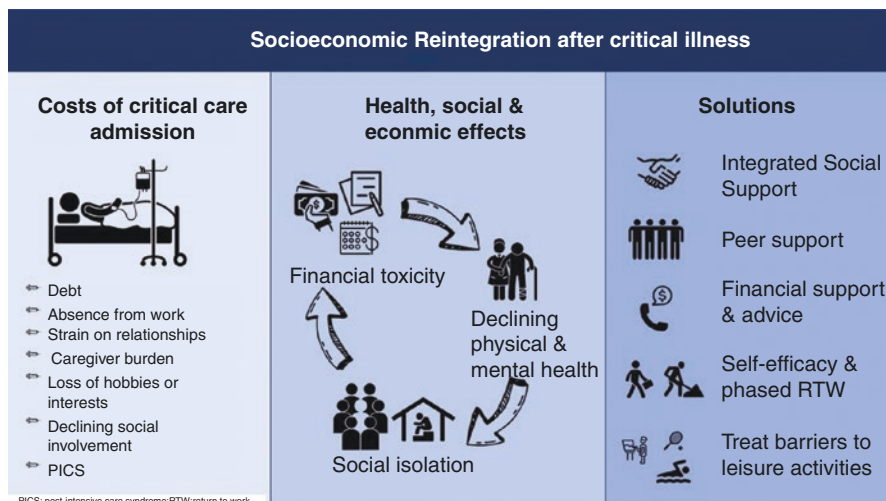 Socioeconomic Reintegration after critical illness
Costs of critical care
admission
Debt
Absence from work
Strain on relationships
Caregiver burden
Loss of hobbies or
interests
Declining social
involvement
PICS
PICS: post intensive care syndrome;RTW:return to work
Health, social &
econmic effects
$
$
Financial toxicity
Declining
physical &
mental health
Social isolation
Solutions
Integrated Social
Support
Peer support
$
Financial support
& advice
Self-efficacy &
phased RTW
Treat barriers to
leisure activities